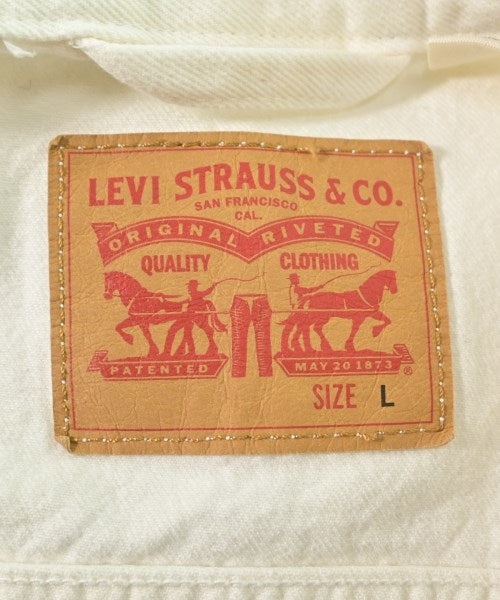 LEVI STRAUSS & CO.
SAN FRANCISCO
CAL.
ORIGINAL RIVETED
QUALITY CLOTHING
PATENTED MAY 20 1873 ®
SIZE L